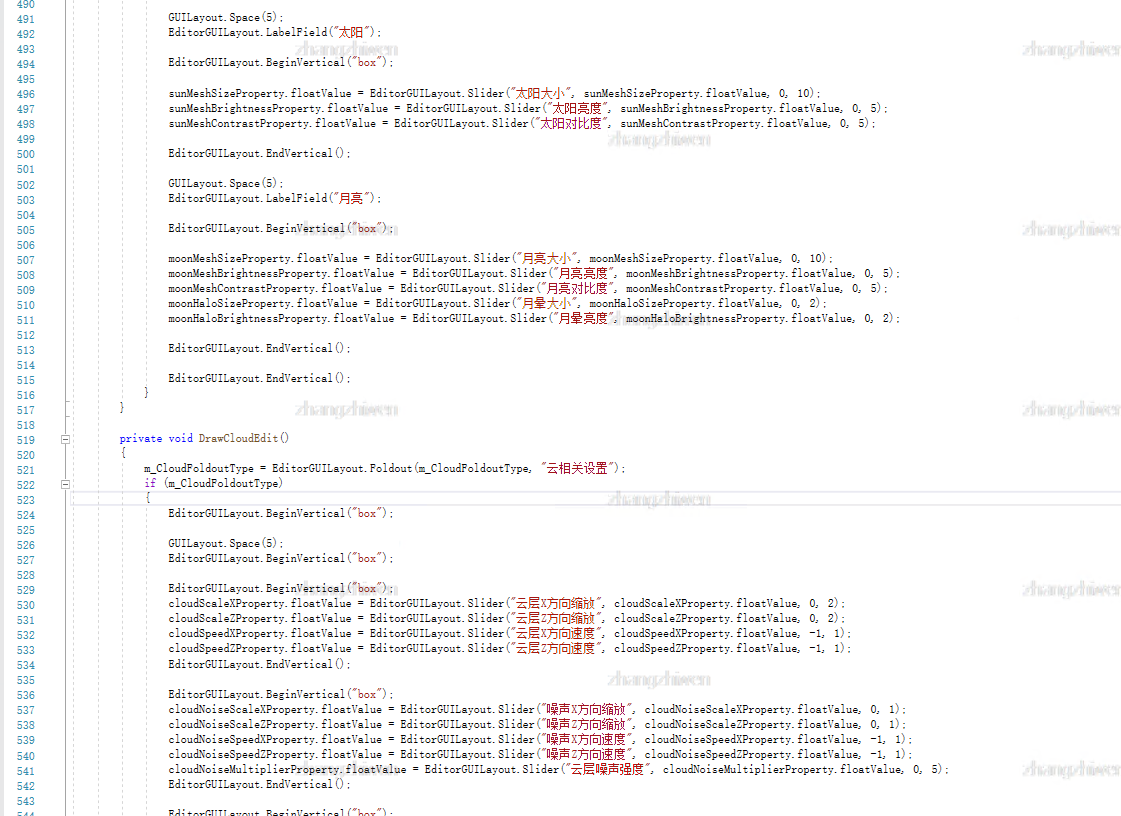 490
491 GUILayout.Space(5);
492 EditorGUILayout.LabelField("太阳");
493
494 EditorGUILayout.BeginVertical("box");
495
496 sunMeshSizeProperty.floatValue = EditorGUILayout.Slider("太阳大小", sunMeshSizeProperty.floatValue, 0, 10);
497 sunMeshBrightnessProperty.floatValue = EditorGUILayout.Slider("太阳亮度", sunMeshBrightnessProperty.floatValue, 0, 5);
498 sunMeshContrastProperty.floatValue = EditorGUILayout.Slider("太阳对比度", sunMeshContrastProperty.floatValue, 0, 5);
499
500 EditorGUILayout.EndVertical();
501
502 GUILayout.Space(5);
503 EditorGUILayout.LabelField("月亮");
504
505 EditorGUILayout.BeginVertical("box");
506
507 moonMeshSizeProperty.floatValue = EditorGUILayout.Slider("月亮大小", moonMeshSizeProperty.floatValue, 0, 10);
508 moonMeshBrightnessProperty.floatValue = EditorGUILayout.Slider("月亮亮度", moonMeshBrightnessProperty.floatValue, 0, 5);
509 moonMeshContrastProperty.floatValue = EditorGUILayout.Slider("月亮对比度", moonMeshContrastProperty.floatValue, 0, 5);
510 moonHaloSizeProperty.floatValue = EditorGUILayout.Slider("月晕大小", moonHaloSizeProperty.floatValue, 0, 2);
511 moonHaloBrightnessProperty.floatValue = EditorGUILayout.Slider("月晕亮度", moonHaloBrightnessProperty.floatValue, 0, 2);
512
513 EditorGUILayout.EndVertical();
514
515 EditorGUILayout.EndVertical();
516 }
517 }
518
519 private void DrawCloudEdit()
520 {
521 m_CloudFoldoutType = EditorGUILayout.Foldout(m_CloudFoldoutType, "云相关设置");
522 if (m_CloudFoldoutType)
523 {
524 EditorGUILayout.BeginVertical("box");
525
526 GUILayout.Space(5);
527 EditorGUILayout.BeginVertical("box");
528
529 EditorGUILayout.BeginVertical("box");
530 cloudScaleXProperty.floatValue = EditorGUILayout.Slider("云层X方向缩放", cloudScaleXProperty.floatValue, 0, 2);
531 cloudScaleZProperty.floatValue = EditorGUILayout.Slider("云层Z方向缩放", cloudScaleZProperty.floatValue, 0, 2);
532 cloudSpeedXProperty.floatValue = EditorGUILayout.Slider("云层X方向速度", cloudSpeedXProperty.floatValue, -1, 1);
533 cloudSpeedZProperty.floatValue = EditorGUILayout.Slider("云层Z方向速度", cloudSpeedZProperty.floatValue, -1, 1);
534 EditorGUILayout.EndVertical();
535
536 EditorGUILayout.BeginVertical("box");
537 cloudNoiseScaleXProperty.floatValue = EditorGUILayout.Slider("噪声X方向缩放", cloudNoiseScaleXProperty.floatValue, 0, 1);
538 cloudNoiseScaleZProperty.floatValue = EditorGUILayout.Slider("噪声Z方向缩放", cloudNoiseScaleZProperty.floatValue, 0, 1);
539 cloudNoiseSpeedXProperty.floatValue = EditorGUILayout.Slider("噪声X方向速度", cloudNoiseSpeedXProperty.floatValue, -1, 1);
540 cloudNoiseSpeedZProperty.floatValue = EditorGUILayout.Slider("噪声Z方向速度", cloudNoiseSpeedZProperty.floatValue, -1, 1);
541 cloudNoiseMultiplierProperty.floatValue = EditorGUILayout.Slider("云层噪声强度", cloudNoiseMultiplierProperty.floatValue, 0, 5);
542 EditorGUILayout.EndVertical();
543
544 EditorGUILayout.BeginVertical("box");